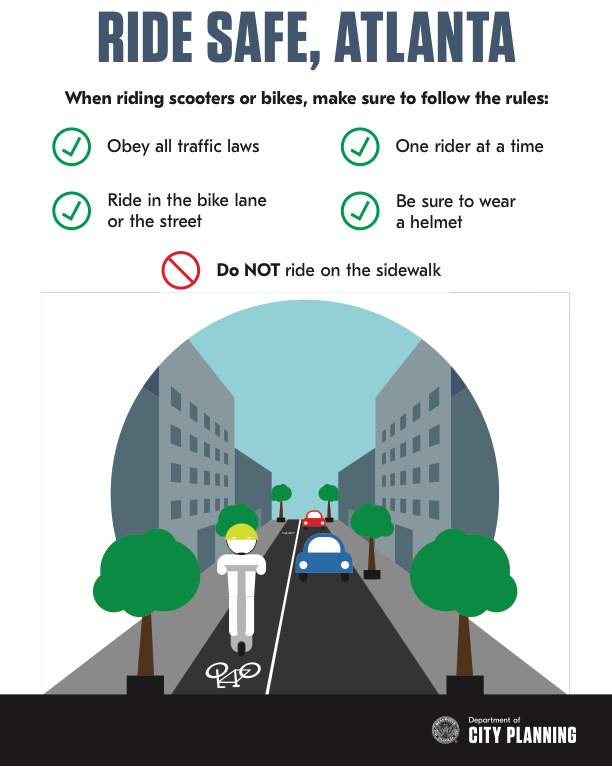 RIDE SAFE, ATLANTA
When riding scooters or bikes, make sure to follow the rules:
Obey all traffic laws
One rider at a time
Ride in the bike lane
or the street
Be sure to wear
a helmet
Do NOT ride on the sidewalk
Department of
CITY PLANNING